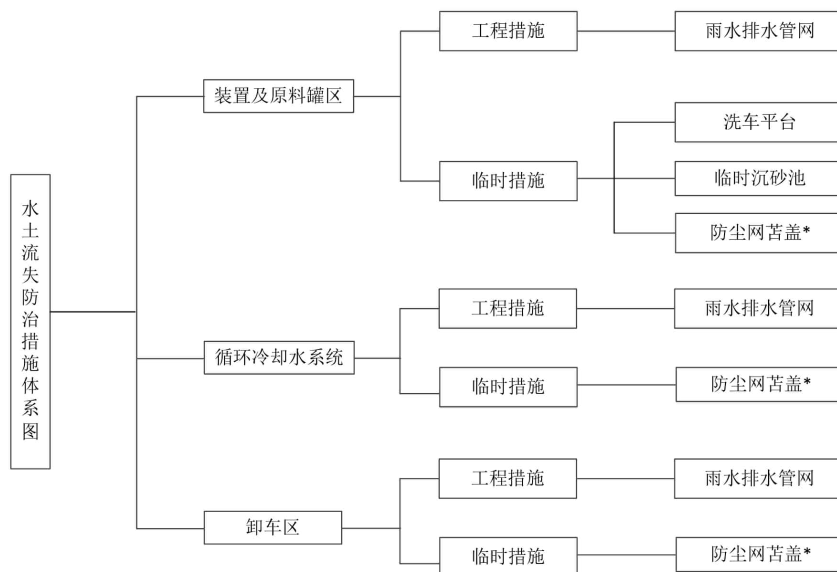 水土流失防治措施体系图
装置及原料罐区
工程措施
雨水排水管网
临时措施
洗车平台
临时沉砂池
防尘网苫盖*
循环冷却水系统
工程措施
雨水排水管网
临时措施
防尘网苫盖*
卸车区
工程措施
雨水排水管网
临时措施
防尘网苫盖*